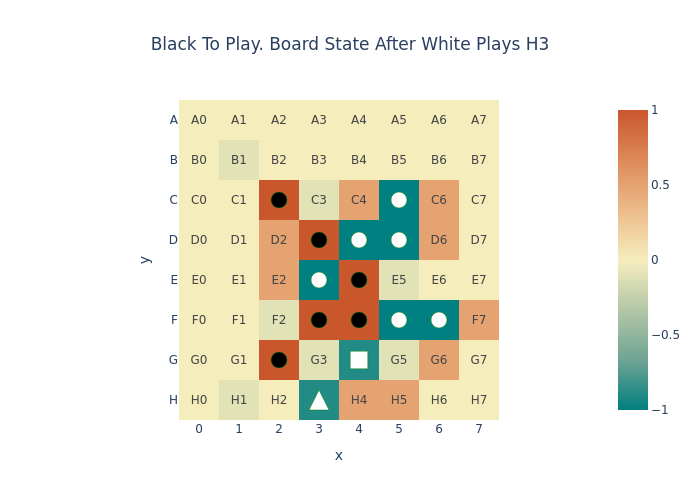 Black To Play. Board State After White Plays H3
A A0 A1 A2 A3 A4 A5 A6 A7
B B0 B1 B2 B3 B4 B5 B6 B7
C C0 C1 C3 C4 C6 C7
D D0 D1 D2 D6 D7
E E0 E1 E2 E5 E6 E7
F F0 F1 F2 F7
G G0 G1 G3 G5 G6 G7
H H0 H1 H2 H4 H5 H6 H7
0 1 2 3 4 5 6 7
x
y
1
0.5
0
−0.5
−1